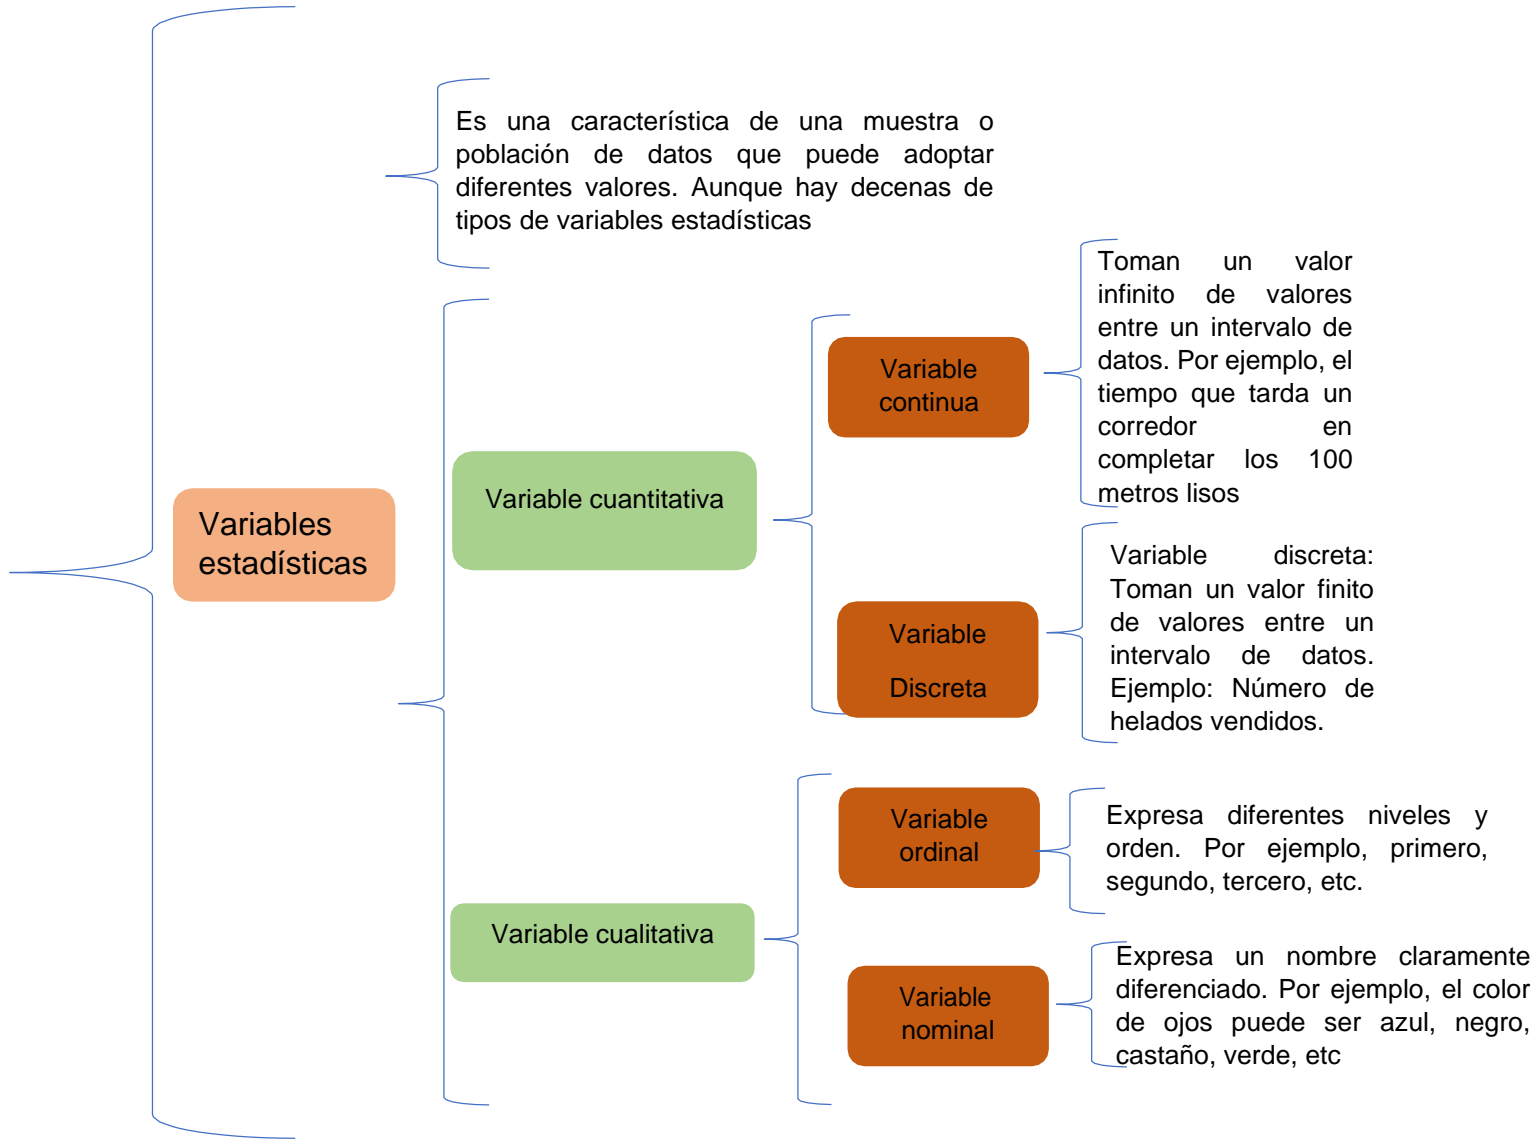 Es una característica de una muestra o
población de datos que puede adoptar
diferentes valores. Aunque hay decenas de
tipos de variables estadísticas
Variables
estadísticas
Variable cuantitativa
Variable
continua
Toman un valor
infinito de valores
entre un intervalo de
datos. Por ejemplo, el
tiempo que tarda un
corredor en
completar los 100
metros lisos
Variable
Discreta
Variable discreta:
Toman un valor finito
de valores entre un
intervalo de datos.
Ejemplo: Número de
helados vendidos.
Variable cualitativa
Variable
ordinal
Expresa diferentes niveles y
orden. Por ejemplo, primero,
segundo, tercero, etc.
Variable
nominal
Expresa un nombre claramente
diferenciado. Por ejemplo, el color
de ojos puede ser azul, negro,
castaño, verde, etc